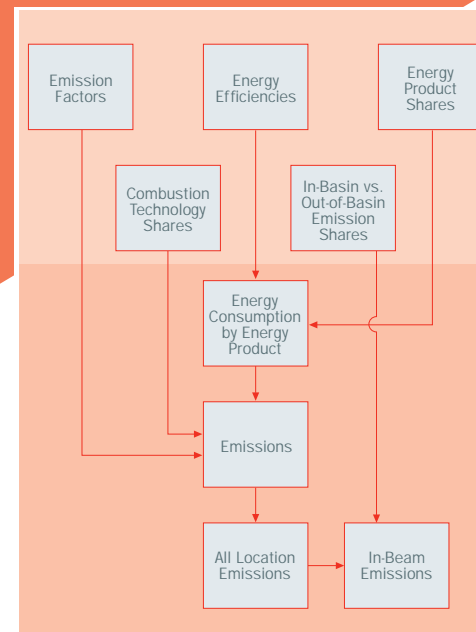 Emission
Factors
Energy
Efficiencies
Energy
Product
Shares
Combustion
Technology
Shares
In-Basin vs.
Out-of-Basin
Emission
Shares
Energy
Consumption
by Energy
Product
Emissions
All Location
Emissions
In-Beam
Emissions